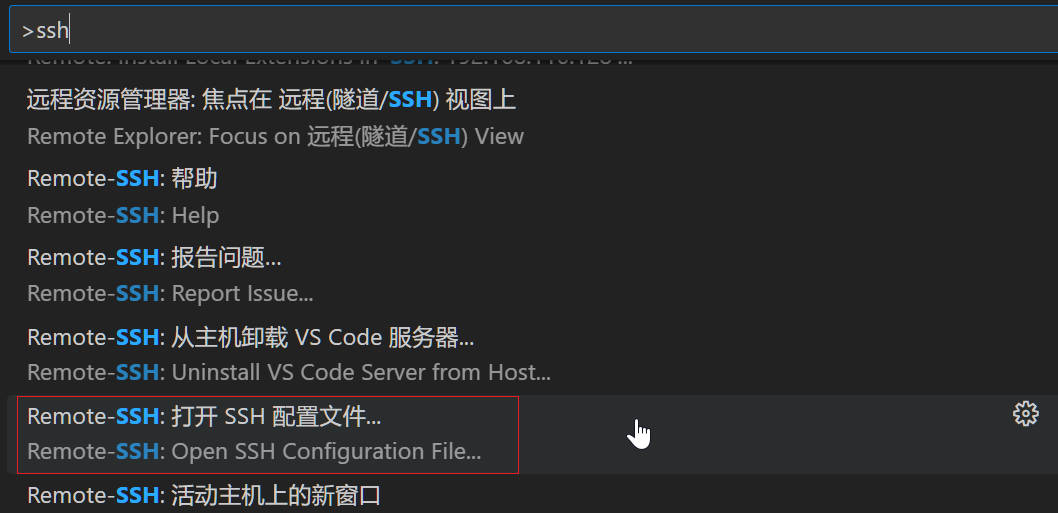 >ssh
Remote: Install Local Extensions in 'SSH: 192.168.110.128'...
远程资源管理器: 焦点在 远程(隧道/SSH) 视图上
Remote Explorer: Focus on 远程(隧道/SSH) View
Remote-SSH: 帮助
Remote-SSH: Help
Remote-SSH: 报告问题...
Remote-SSH: Report Issue...
Remote-SSH: 从主机卸载 VS Code 服务器...
Remote-SSH: Uninstall VS Code Server from Host...
Remote-SSH: 打开 SSH 配置文件...
Remote-SSH: Open SSH Configuration File...
Remote-SSH: 活动主机上的新窗口